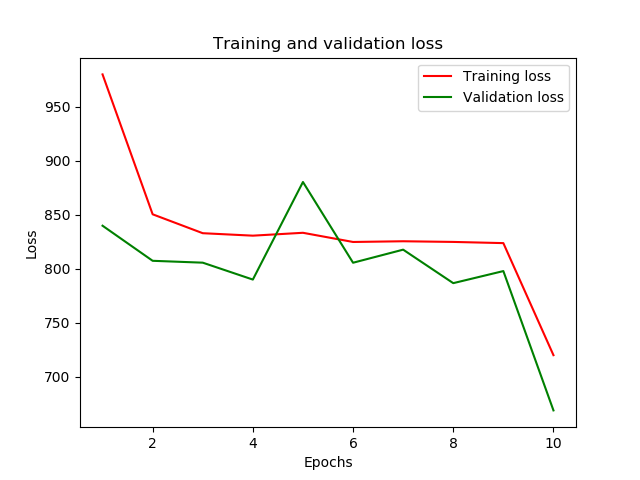 Training and validation loss
Training loss
Validation loss
950
900
850
800
750
700
Loss
2
4
6
8
10
Epochs